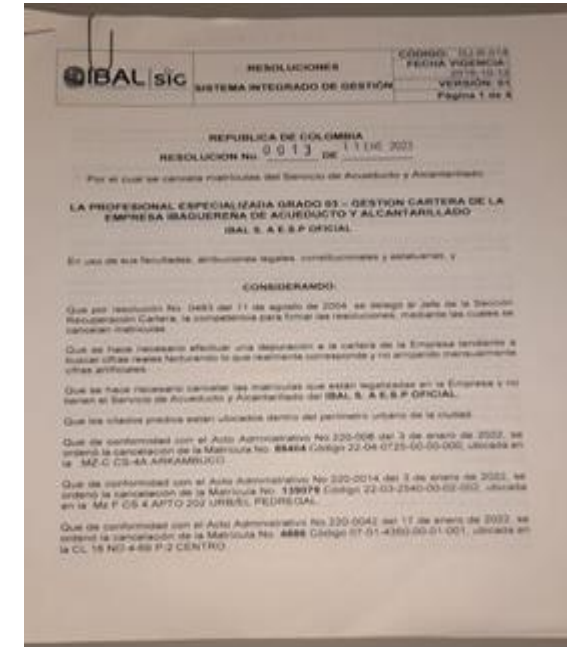 IBAL sic
RESOLUCIONES
SISTEMA INTEGRADO DE GESTIÓN
CÓDIGO: GJ-R-014
FECHA VIGENCIA:
2016-10-12
VERSIÓN: 01
Página 1 de 4
REPUBLICA DE COLOMBIA
RESOLUCION No. 0013 DE 11 ENE 2023
Por el cual se cancela matriculas del Servicio de Acueducto y Alcantarillado
LA PROFESIONAL ESPECIALIZADA GRADO 03 – GESTION CARTERA DE LA
EMPRESA IBAGUEREÑA DE ACUEDUCTO Y ALCANTARILLADO
IBAL S. A E.S.P OFICIAL
En uso de sus facultades, atribuciones legales, constitucionales y estatuarias, y
CONSIDERANDO:
Que por resolución No. 0483 del 11 de agosto de 2004, se delegó al Jefe de la Sección
Recuperación Cartera, la competencia para firmar las resoluciones, mediante las cuales se
cancelan matriculas
Que se hace necesario efectuar una depuración a la cartera de la Empresa tendiente a
buscar cifras reales facturando lo que realmente corresponde y no arrojando mensualmente
cifras artificiales
Que se hace necesario cancelar las matriculas que están legalizadas en la Empresa y no
tienen el Servicio de Acueducto y Alcantarillado del IBAL S. A E.S.P OFICIAL.
Que los citados predios están ubicados dentro del perímetro urbano de la ciudad.
Que de conformidad con el Acto Administrativo No 220-006 del 3 de enero de 2022, se
ordenó la cancelación de la Matricula No. 86404 Código 22-04-0725-00-00-000, ubicada en
la MZ-C CS-4A ARKAMBUCO
Que de conformidad con el Acto Administrativo No 220-0014 del 3 de enero de 2022, se
ordenó la cancelación de la Matricula No. 139079 Código 22-03-2540-00-02-002, ubicada
en la Mz F CS 4 APTO 202 URB/EL PEDREGAL
Que de conformidad con el Acto Administrativo No 220-0042 del 17 de enero de 2022, se
ordenó la cancelación de la Matricula No. 4686 Código 07-01-4350-00-01-001, ubicada en
la CL 16 NO 4-69 P-2 CENTRO